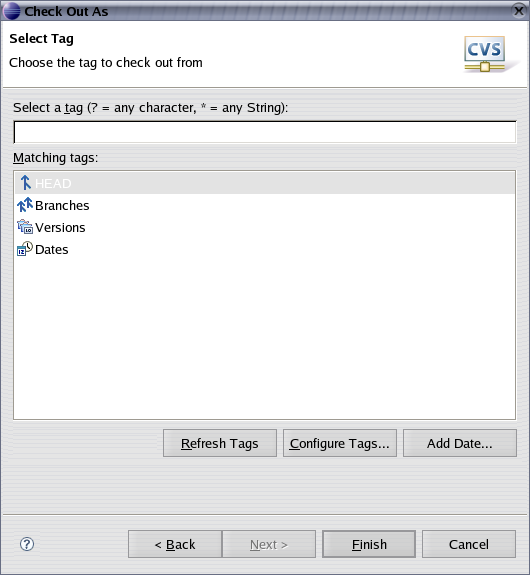 Check Out As
Select Tag
Choose the tag to check out from
CVS
Select a tag (? = any character, * = any String):
Matching tags:
HEAD
Branches
Versions
Dates
Refresh Tags
Configure Tags...
Add Date...
?
< Back
Next >
Finish
Cancel